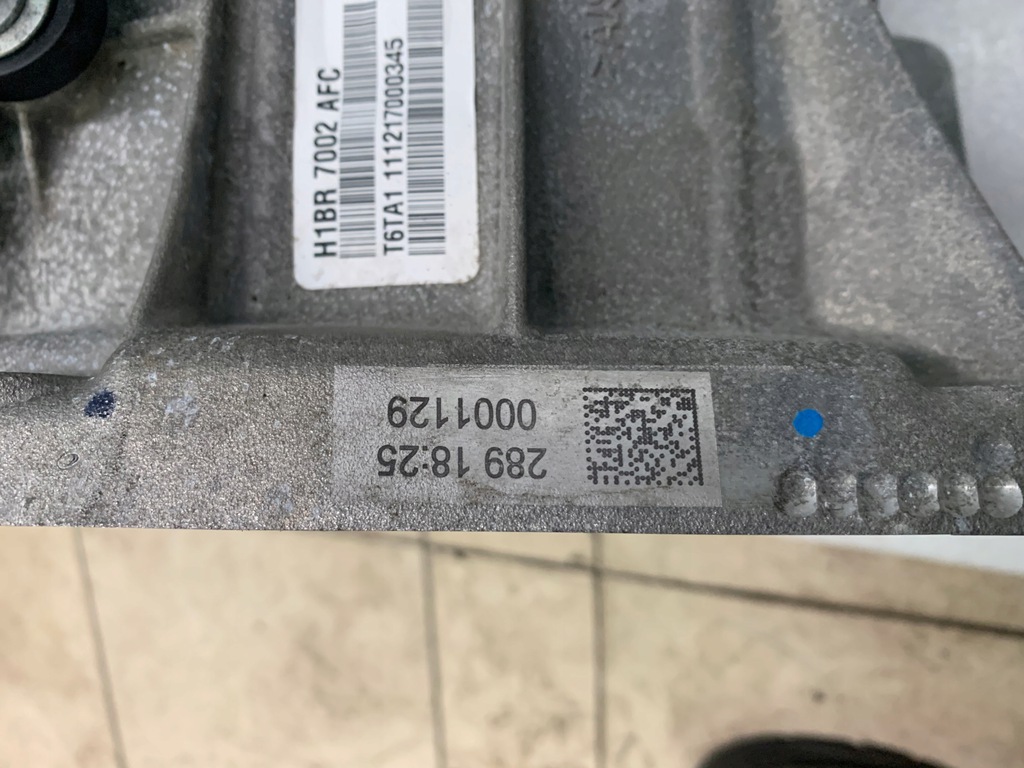 H1BR 7002 AFC
T6TA1 111217000345
289 18:25
0001129